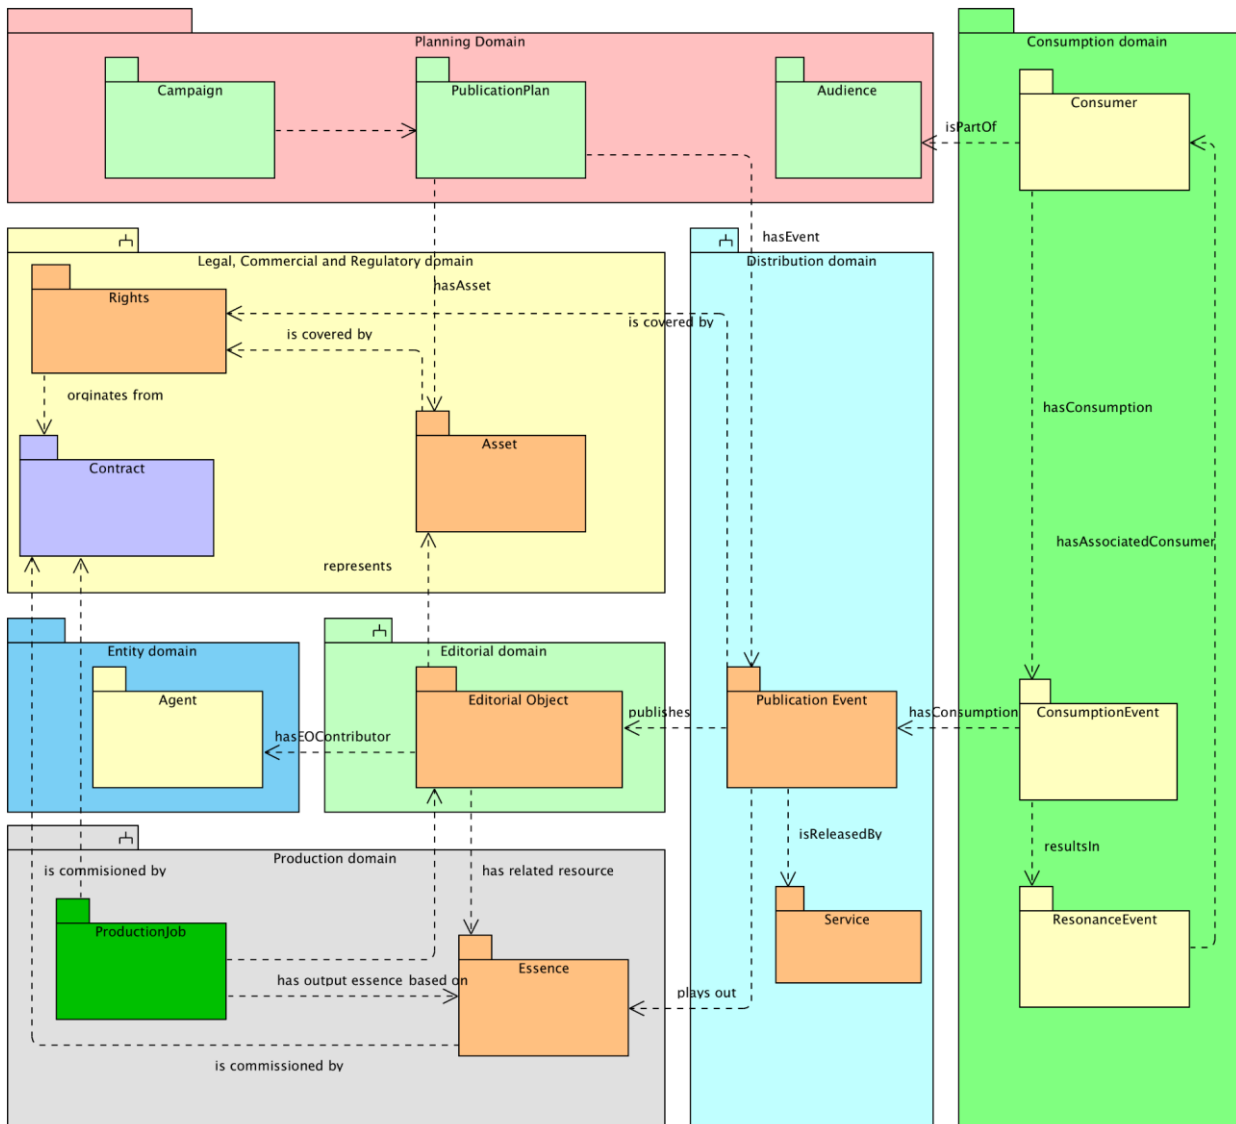 Planning Domain
Consumption domain
Campaign
PublicationPlan
Audience
Consumer
isPartOf
hasEvent
Legal, Commercial and Regulatory domain
Distribution domain
hasAsset
Rights
is covered by
is covered by
orginates from
hasConsumption
Asset
Contract
hasAssociatedConsumer
represents
Entity domain
Editorial domain
Agent
Editorial Object
Publication Event
ConsumptionEvent
publishes
hasConsumption
hasEOContributor
isReleasedBy
resultsIn
Production domain
is commisioned by
has related resource
Service
ResonanceEvent
ProductionJob
Essence
has output essence based on
plays out
is commissioned by